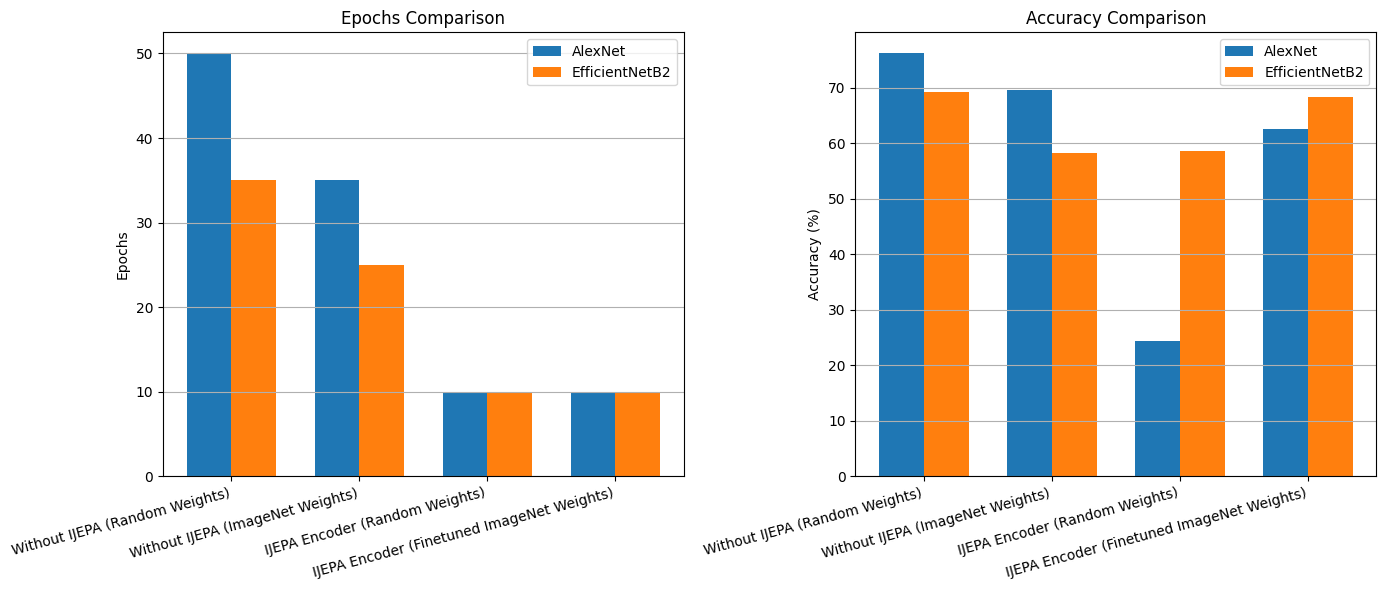 Epochs Comparison
AlexNet
EfficientNetB2
Epochs
50
40
30
20
10
0
Without IJEPA (Random Weights)
Without IJEPA (ImageNet Weights)
IJEPA Encoder (Random Weights)
IJEPA Encoder (Finetuned ImageNet Weights)
Accuracy Comparison
AlexNet
EfficientNetB2
Accuracy (%)
70
60
50
40
30
20
10
0
Without IJEPA (Random Weights)
Without IJEPA (ImageNet Weights)
IJEPA Encoder (Random Weights)
IJEPA Encoder (Finetuned ImageNet Weights)